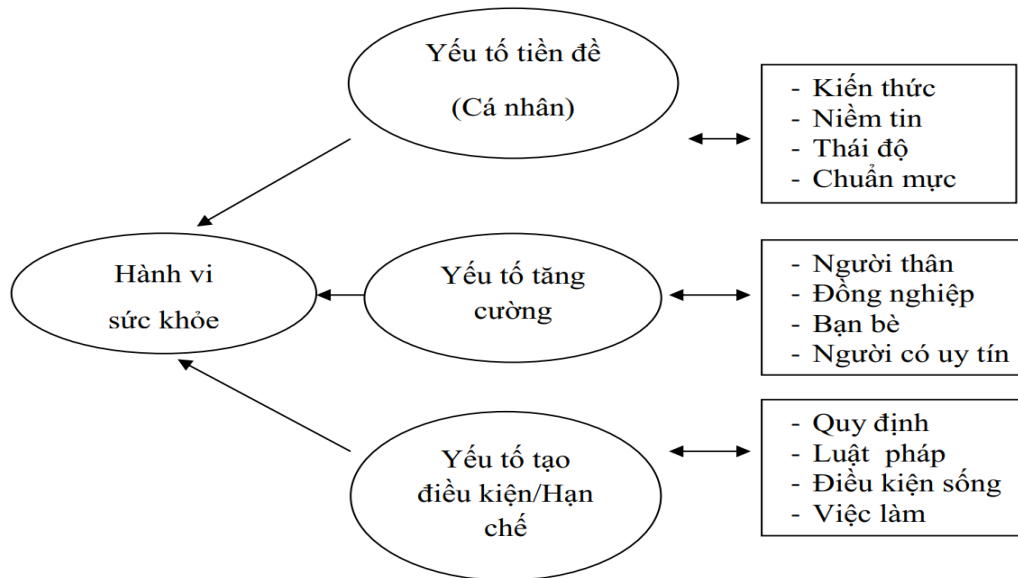 Yếu tố tiền đề
(Cá nhân)
- Kiến thức
- Niềm tin
- Thái độ
- Chuẩn mực
Hành vi
sức khỏe
Yếu tố tăng
cường
- Người thân
- Đồng nghiệp
- Bạn bè
- Người có uy tín
Yếu tố tạo
điều kiện/Hạn
chế
- Quy định
- Luật pháp
- Điều kiện sống
- Việc làm